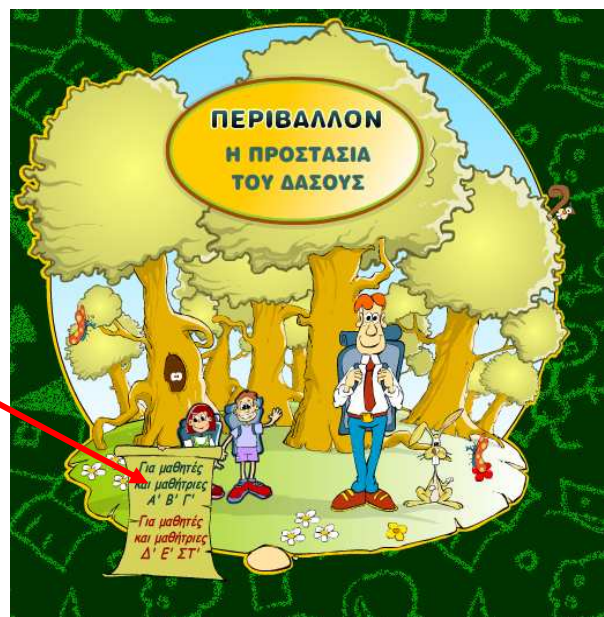 ΠΕΡΙΒΑΛΛΟΝ
Η ΠΡΟΣΤΑΣΙΑ
ΤΟΥ ΔΑΣΟΥΣ
Για μαθητές
και μαθήτριες
Α' Β' Γ'
Για μαθητές
και μαθήτριες
Δ' Ε' ΣΤ'